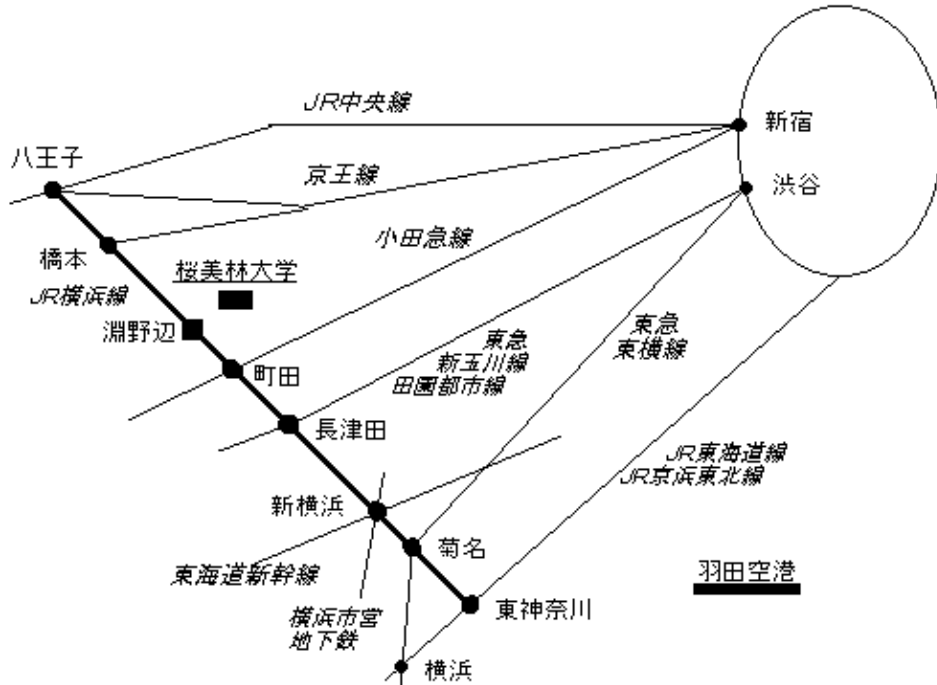 JR中央線
新宿
八王子
京王線
渋谷
小田急線
橋本
桜美林大学
JR横浜線
淵野辺
東急
東横線
東急
新玉川線
田園都市線
町田
長津田
JR東海道線
JR京浜東北線
新横浜
菊名
東海道新幹線
羽田空港
横浜市営
地下鉄
東神奈川
横浜